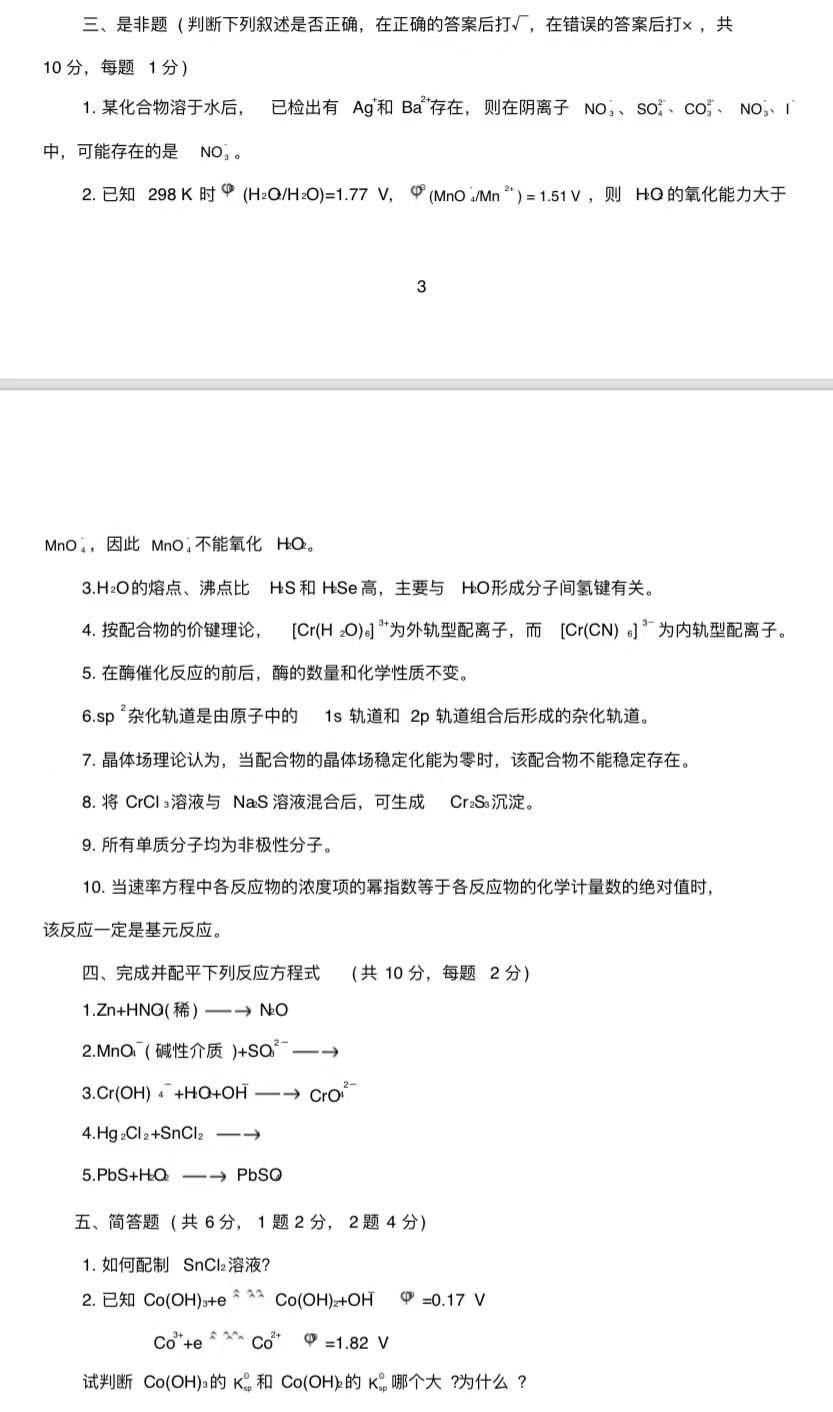 三、是非题 ( 判断下列叙述是否正确，在正确的答案后打√，在错误的答案后打×，共
10 分，每题 1 分)
1. 某化合物溶于水后， 已检出有 Ag⁺和 Ba²⁺存在，则在阴离子 NO₃⁻、SO₄²⁻、CO₃²⁻、 NO₃⁻、I⁻
中，可能存在的是 NO₃⁻。
2. 已知 298 K 时 φ (H₂O₂/H₂O)=1.77 V, φ°(MnO₄⁻/Mn²⁺) = 1.51 V ，则 H₂O₂的氧化能力大于
3
MnO₄⁻，因此 MnO₄⁻不能氧化 H₂O₂。
3.H₂O的熔点、沸点比 H₂S 和 H₂Se 高，主要与 H₂O形成分子间氢键有关。
4. 按配合物的价键理论， [Cr(H₂O)₆]³⁺为外轨型配离子，而 [Cr(CN)₆]³⁻为内轨型配离子。
5. 在酶催化反应的前后，酶的数量和化学性质不变。
6.sp²杂化轨道是由原子中的 1s 轨道和 2p 轨道组合后形成的杂化轨道。
7. 晶体场理论认为，当配合物的晶体场稳定化能为零时，该配合物不能稳定存在。
8. 将 CrCl₃溶液与 Na₂S 溶液混合后，可生成 Cr₂S₃沉淀。
9. 所有单质分子均为非极性分子。
10. 当速率方程中各反应物的浓度项的幂指数等于各反应物的化学计量数的绝对值时，
该反应一定是基元反应。
四、完成并配平下列反应方程式 (共 10 分，每题 2 分)
1.Zn+HNO₃(稀) ⟶ N₂O
2.MnO₄⁻( 碱性介质 )+SO₃²⁻ ⟶
3.Cr(OH)₄⁻+H₂O₂+OH⁻ ⟶ CrO₄²⁻
4.Hg₂Cl₂+SnCl₂ ⟶
5.PbS+H₂O₂ ⟶ PbSO₄
五、简答题 (共 6 分， 1 题 2 分， 2 题 4 分)
1. 如何配制 SnCl₂溶液?
2. 已知 Co(OH)₃+e Co(OH)₂+OH⁻ φ =0.17 V
Co³⁺+e Co²⁺ φ =1.82 V
试判断 Co(OH)₃的 K<sub>sp</sub><sup>Θ</sup> 和 Co(OH)₂的 K<sub>sp</sub><sup>Θ</sup> 哪个大 ?为什么 ?